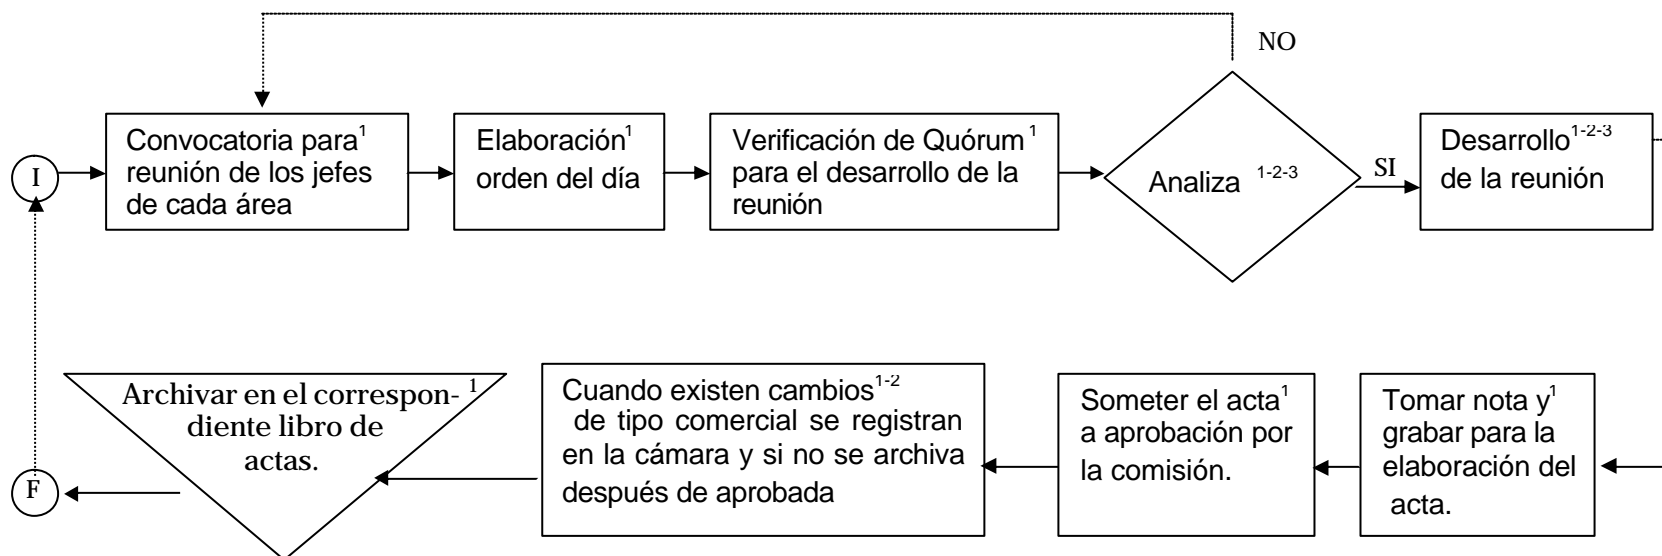 NO
I
Convocatoria para¹
reunión de los jefes
de cada área
Elaboración¹
orden del día
Verificación de Quórum¹
para el desarrollo de la
reunión
Analiza ¹⁻²⁻³
SI
Desarrollo¹⁻²⁻³
de la reunión
Tomar nota y¹
grabar para la
elaboración del
acta.
Someter el acta¹
a aprobación por
la comisión.
Cuando existen cambios¹⁻²
de tipo comercial se registran
en la cámara y si no se archiva
después de aprobada
Archivar en el correspon-¹
diente libro de
actas.
F